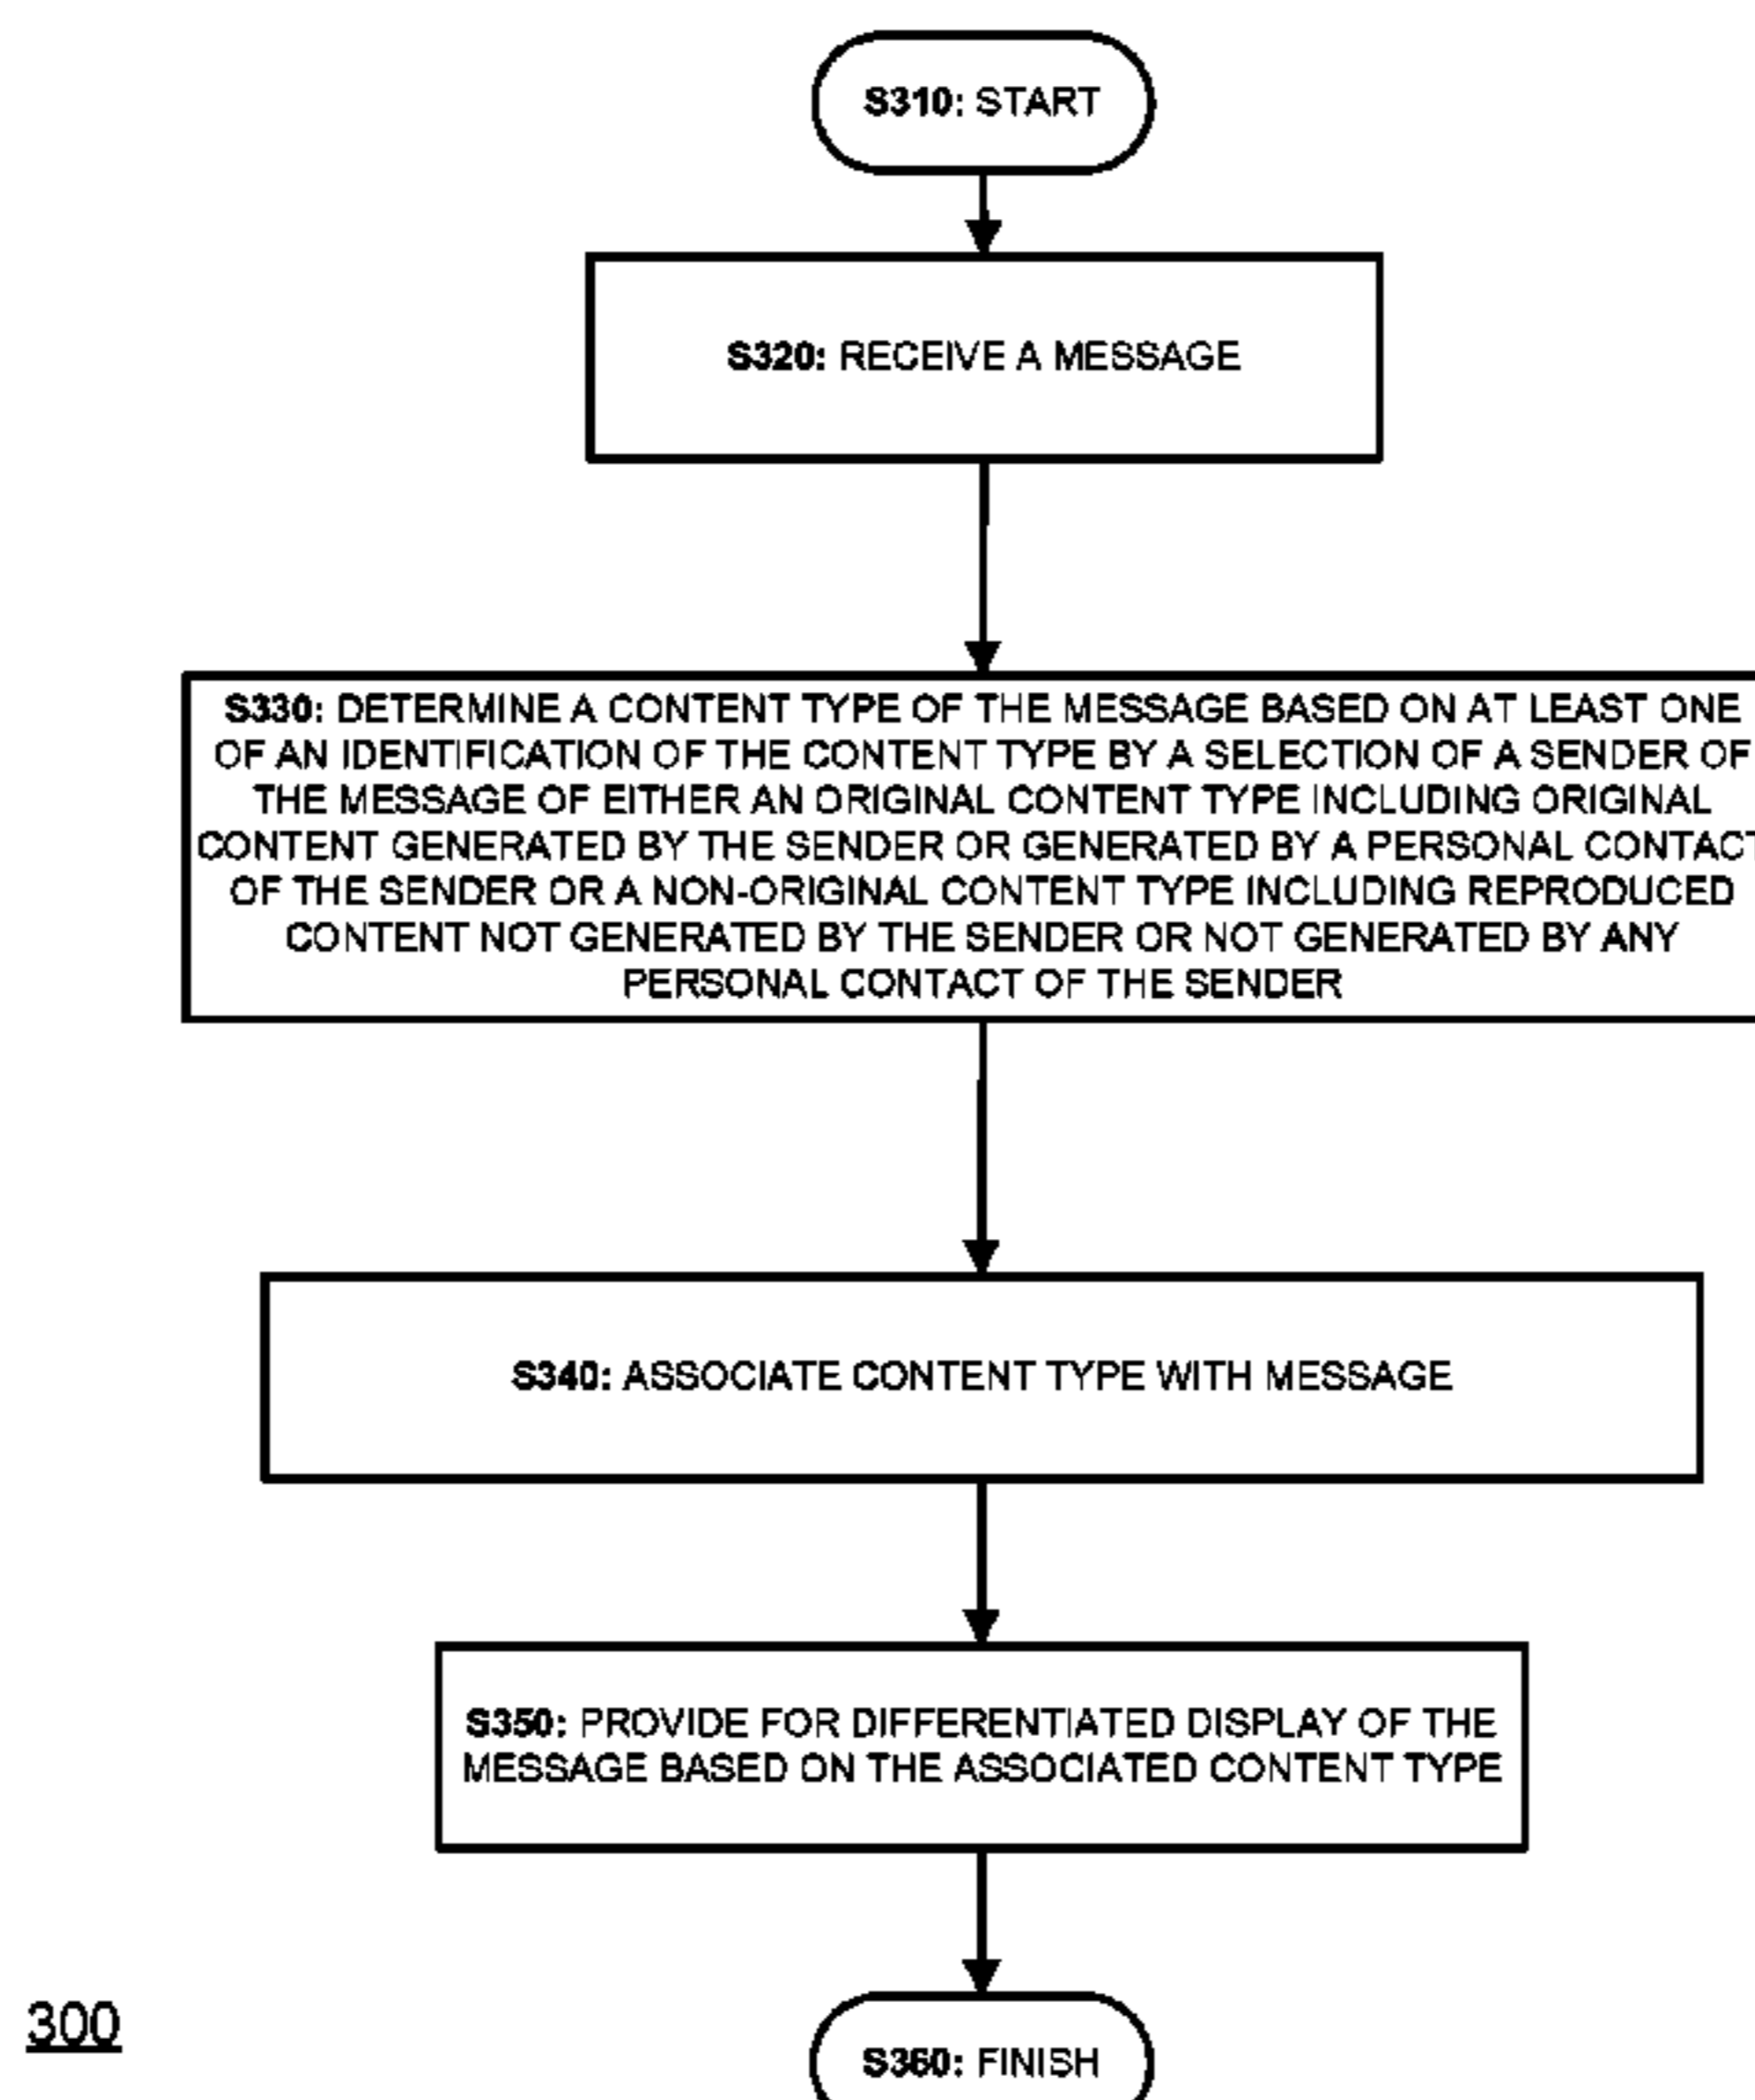 S310: START
S320: RECEIVE A MESSAGE
S330: DETERMINE A CONTENT TYPE OF THE MESSAGE BASED ON AT LEAST ONE
OF AN IDENTIFICATION OF THE CONTENT TYPE BY A SELECTION OF A SENDER OF
THE MESSAGE OF EITHER AN ORIGINAL CONTENT TYPE INCLUDING ORIGINAL
CONTENT GENERATED BY THE SENDER OR GENERATED BY A PERSONAL CONTACT
OF THE SENDER OR A NON-ORIGINAL CONTENT TYPE INCLUDING REPRODUCED
CONTENT NOT GENERATED BY THE SENDER OR NOT GENERATED BY ANY
PERSONAL CONTACT OF THE SENDER
S340: ASSOCIATE CONTENT TYPE WITH MESSAGE
S350: PROVIDE FOR DIFFERENTIATED DISPLAY OF THE
MESSAGE BASED ON THE ASSOCIATED CONTENT TYPE
300
S360: FINISH